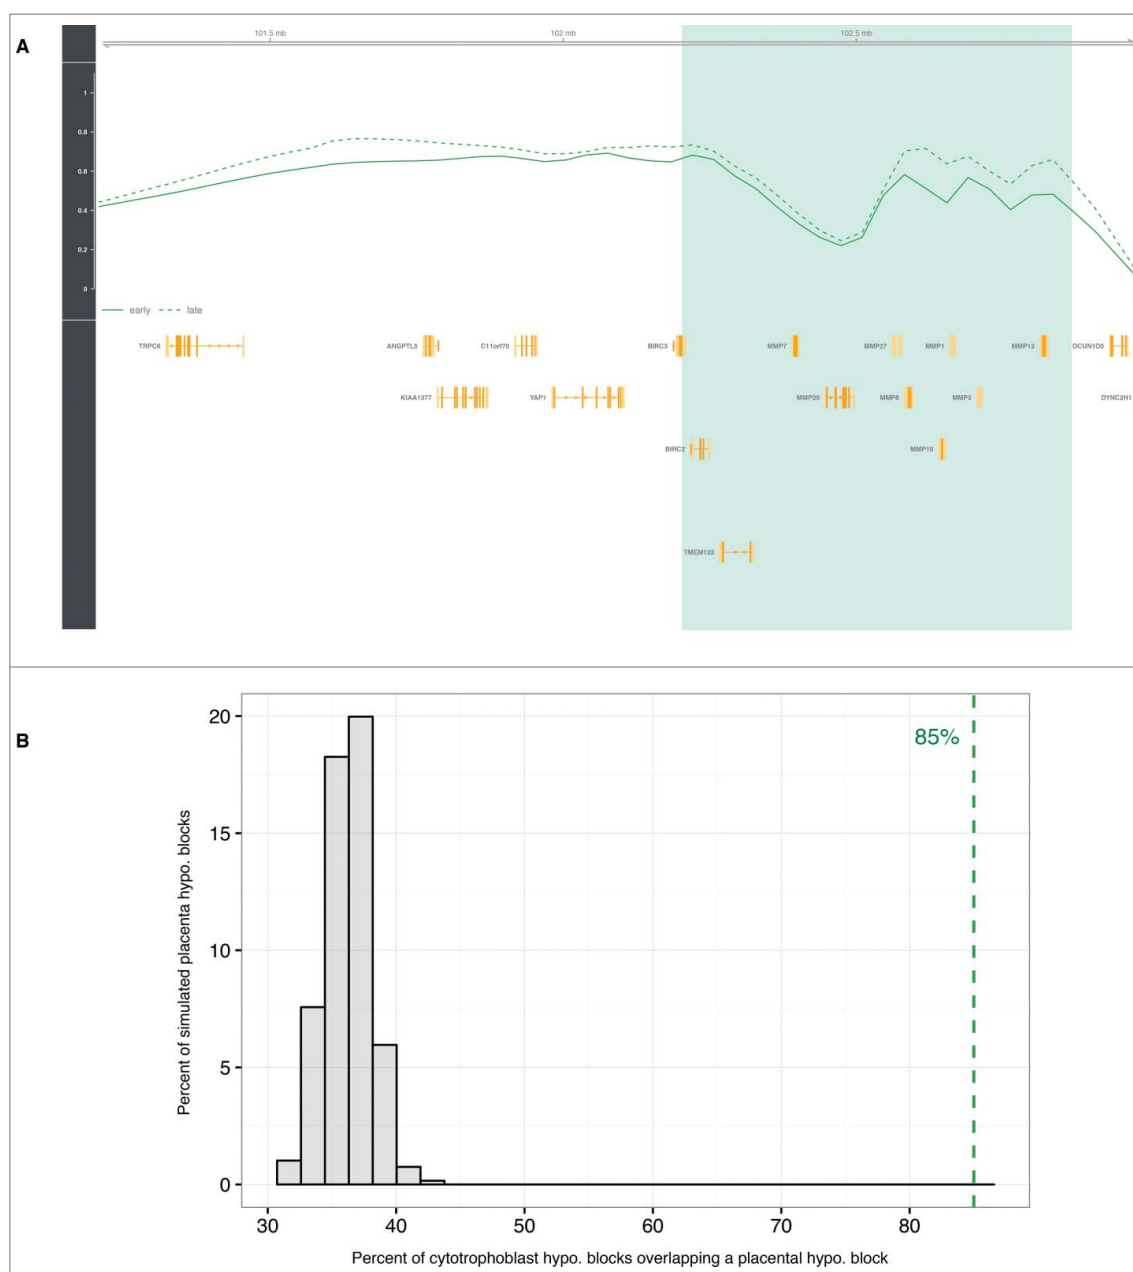 A
101.5 mb 102 mb 102.5 mb
1
0.8
0.6
0.4
0.2
0
early late
TRPC6 ANGPTL5 C11orf70 BIRC3 MMP7 MMP27 MMP1 MMP13 DCUN1D5
KIAA1377 YAP1 MMP20 MMP8 MMP3 DYNC2H1
BIRC2 MMP10
TMEM123
B
85%
20
15
10
5
0
Percent of simulated placenta hypo. blocks
30 40 50 60 70 80
Percent of cytotrophoblast hypo. blocks overlapping a placental hypo. block